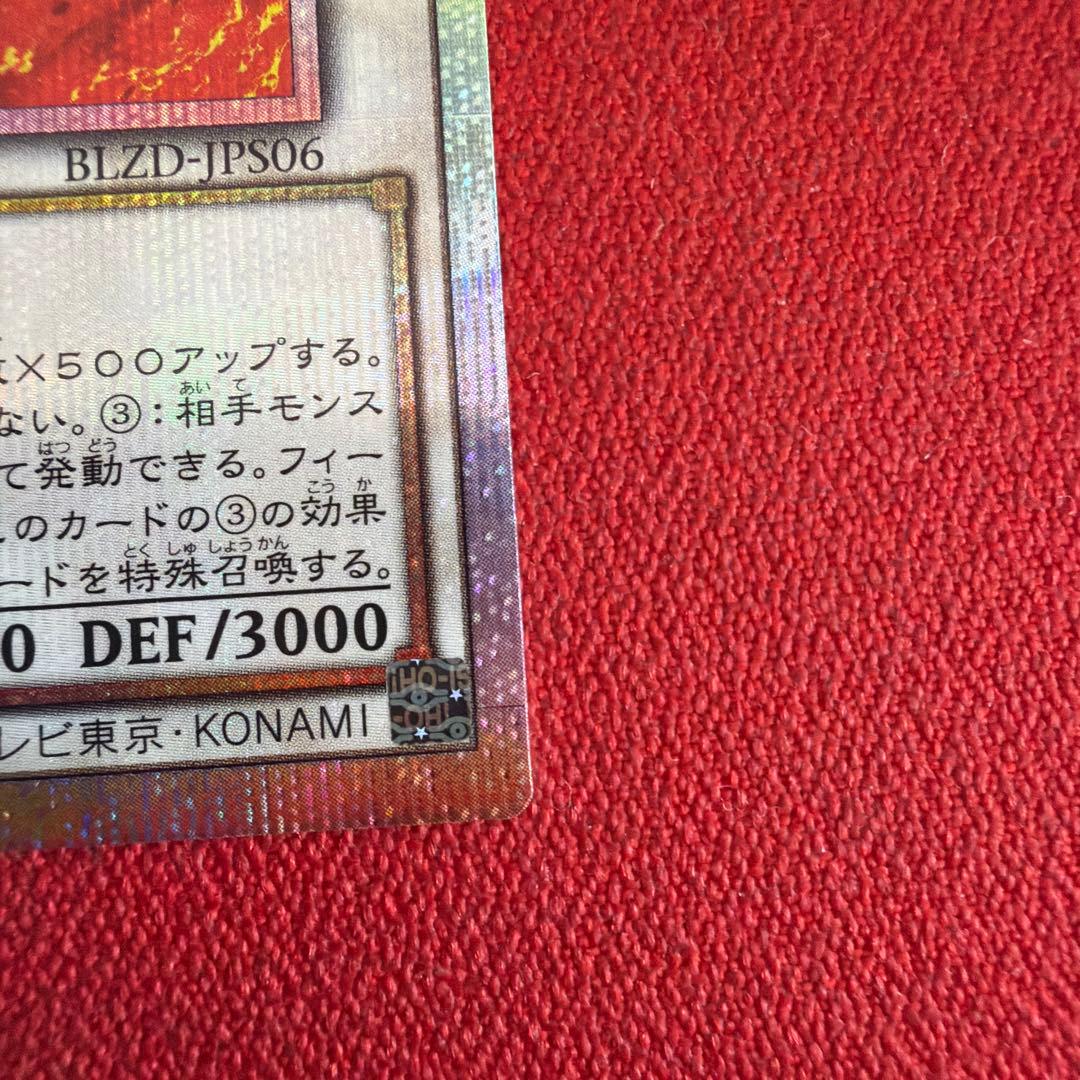 BLZD-JPS06
×500アップする。
ない。③:相手モンス
て発動できる。フィー
のカードの③の効果
ードを特殊召喚する。
0 DEF/3000
レビ東京・KONAMI